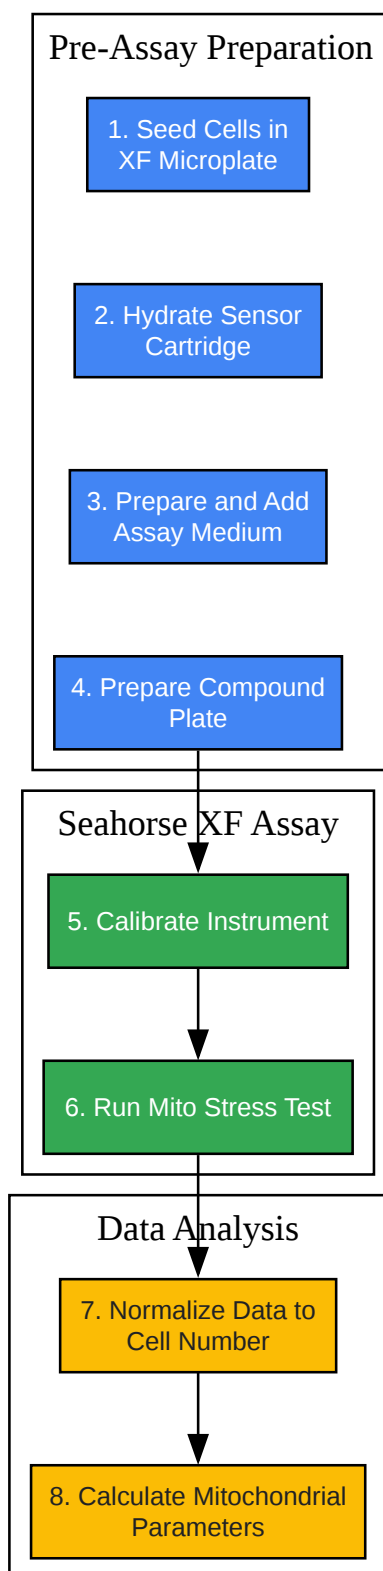 Pre-Assay Preparation
1. Seed Cells in
XF Microplate
2. Hydrate Sensor
Cartridge
3. Prepare and Add
Assay Medium
4. Prepare Compound
Plate
Seahorse XF Assay
5. Calibrate Instrument
6. Run Mito Stress Test
Data Analysis
7. Normalize Data to
Cell Number
8. Calculate Mitochondrial
Parameters